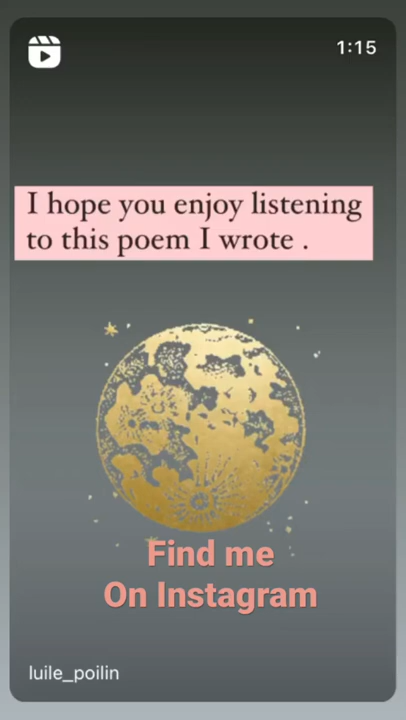 1:15
I hope you enjoy listening
to this poem I wrote .
Find me
On Instagram
luile_poilin